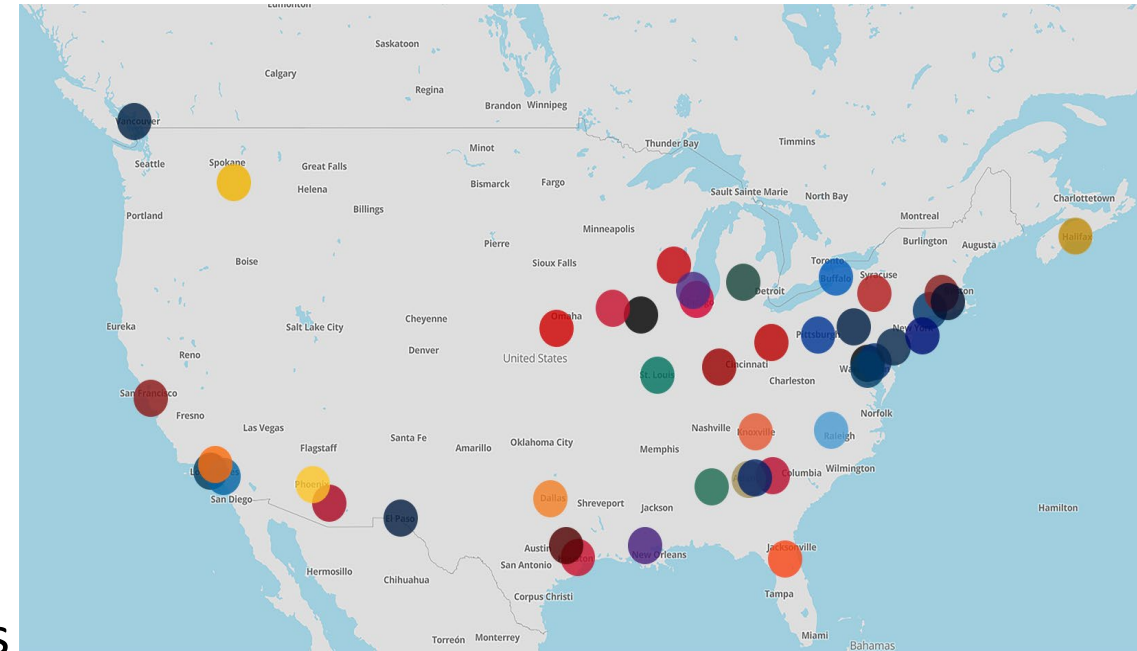 Edmonton
Saskatoon
Calgary
Regina
Brandon Winnipeg
Vancouver
Timmins
Thunder Bay
Minot
Seattle
Spokane
Great Falls
Bismarck
Fargo
Helena
Sault Sainte Marie
North Bay
Charlottetown
Billings
Portland
Montreal
Minneapolis
Halifax
Pierre
Burlington
Augusta
Boise
Sioux Falls
Toronto
Syracuse
Buffalo
Detroit
Omaha
Cheyenne
Eureka
Salt Lake City
New York
Pittsburgh
Reno
Denver
United States
Cincinnati
St. Louis
Charleston
San Francisco
Fresno
Norfolk
Las Vegas
Nashville
Knoxville
Raleigh
Santa Fe
Oklahoma City
Flagstaff
Amarillo
Memphis
Wilmington
Columbia
Phoenix
San Diego
Dallas
Shreveport
Jackson
Hamilton
El Paso
Austin
Jacksonville
New Orleans
San Antonio
Hermosillo
Chihuahua
Corpus Christi
Tampa
Miami
Torreón
Monterrey
Bahamas
s